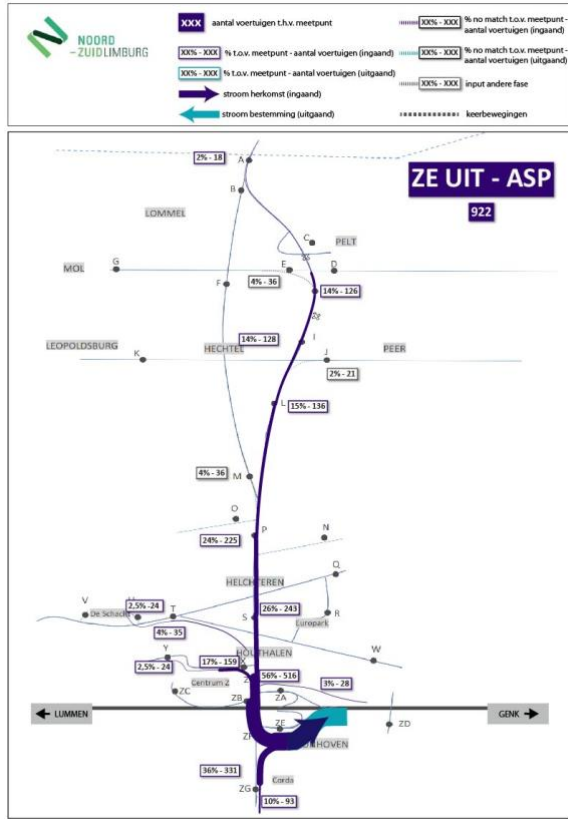 NOORD
-ZUIDLIMBURG
XXX aantal voertuigen t.h.v. meetpunt
XX% - XXX % t.o.v. meetpunt - aantal voertuigen (ingaand)
XX% - XXX % t.o.v. meetpunt - aantal voertuigen (uitgaand)
stroom herkomst (ingaand)
stroom bestemming (uitgaand)
XX% - XXX % no match t.o.v. meetpunt -
aantal voertuigen (ingaand)
XX% - XXX % no match t.o.v. meetpunt -
aantal voertuigen (uitgaand)
XX% - XXX input andere fase
keerbewegingen
ZE UIT - ASP
922
2% - 18
A
B
LOMMEL
C
PELT
MOL
G
E
D
4% - 36
F
14% - 126
14% - 128
I
LEOPOLDSBURG
HECHTEL
PEER
K
J
2% - 21
15% - 136
L
4% - 36
M
O
P
N
24% - 225
HELCHTEREN
Q
2,5% - 24
V
De Schacht
T
S
26% - 243
R
Europark
4% - 35
Y
HOUTHALEN
W
2,5% - 24
17% - 159
X
56% - 516
Centrum Z
3% - 28
ZC
ZB
ZA
LUMMEN
GENK
ZE
ZD
36% - 331
Corda
ZG
10% - 93